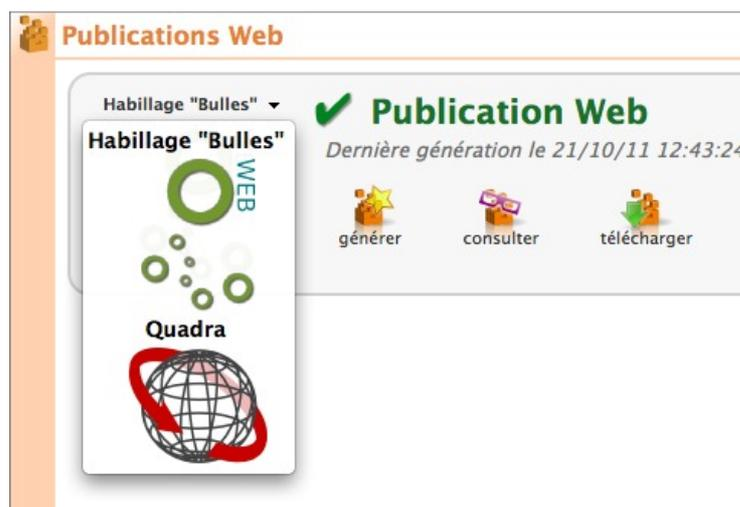 Publications Web
Habillage "Bulles"
Publication Web
Habillage "Bulles"
Dernière génération le 21/10/11 12:43:24
WEB
générer
consulter
télécharger
Quadra